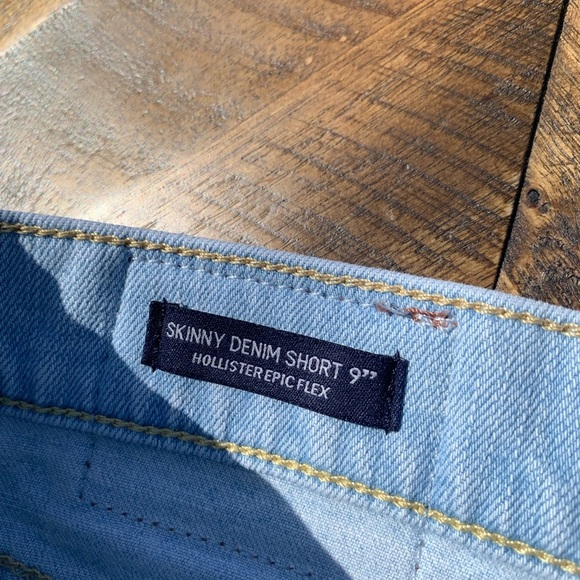 SKINNY DENIM SHORT 9”
HOLLISTER EPIC FLEX